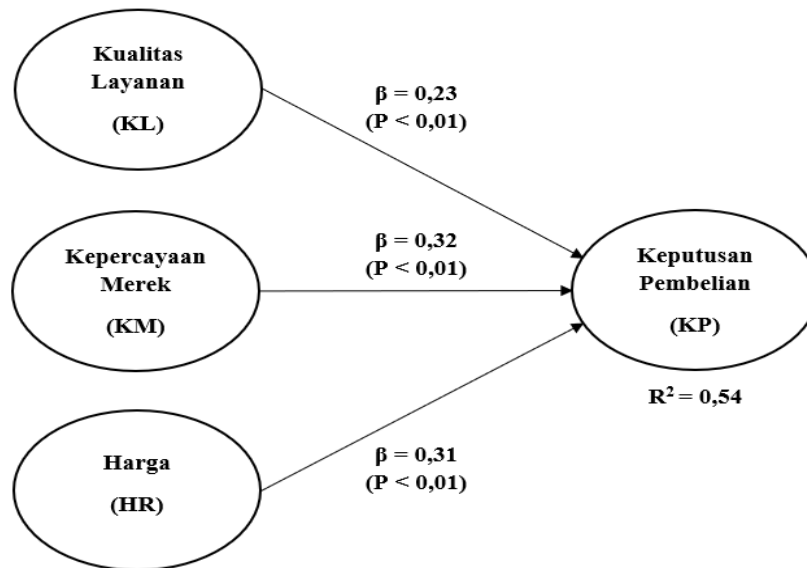 Kualitas
Layanan
(KL)
β = 0,23
(P < 0,01)
Kepercayaan
Merek
(KM)
β = 0,32
(P < 0,01)
Keputusan
Pembelian
(KP)
R² = 0,54
Harga
(HR)
β = 0,31
(P < 0,01)